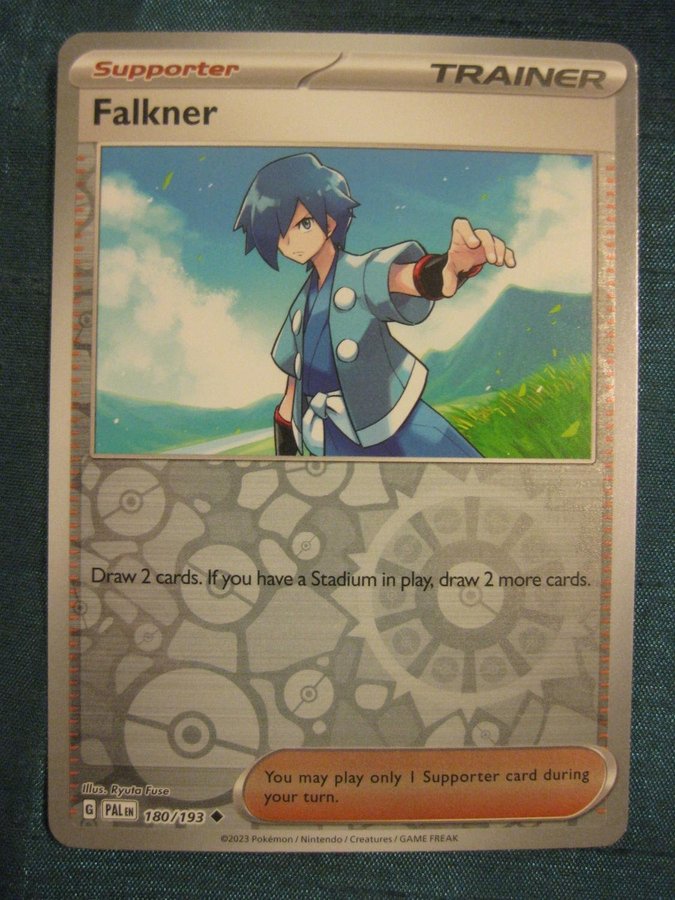 Supporter TRAINER
Falkner
Draw 2 cards. If you have a Stadium in play, draw 2 more cards.
You may play only 1 Supporter card during
your turn.
Illus. Ryuta Fuse
G PAL EN 180/193
©2023 Pokémon / Nintendo / Creatures / GAME FREAK